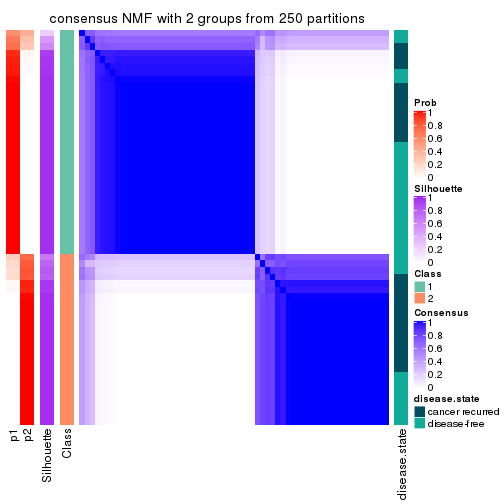 consensus NMF with 2 groups from 250 partitions
Prob
1
0.8
0.6
0.4
0.2
0
Silhouette
1
0.8
0.6
0.4
0.2
0
Class
1
2
Consensus
1
0.8
0.6
0.4
0.2
0
disease.state
cancer recurred
disease-free
p1
p2
Silhouette
Class
disease.state